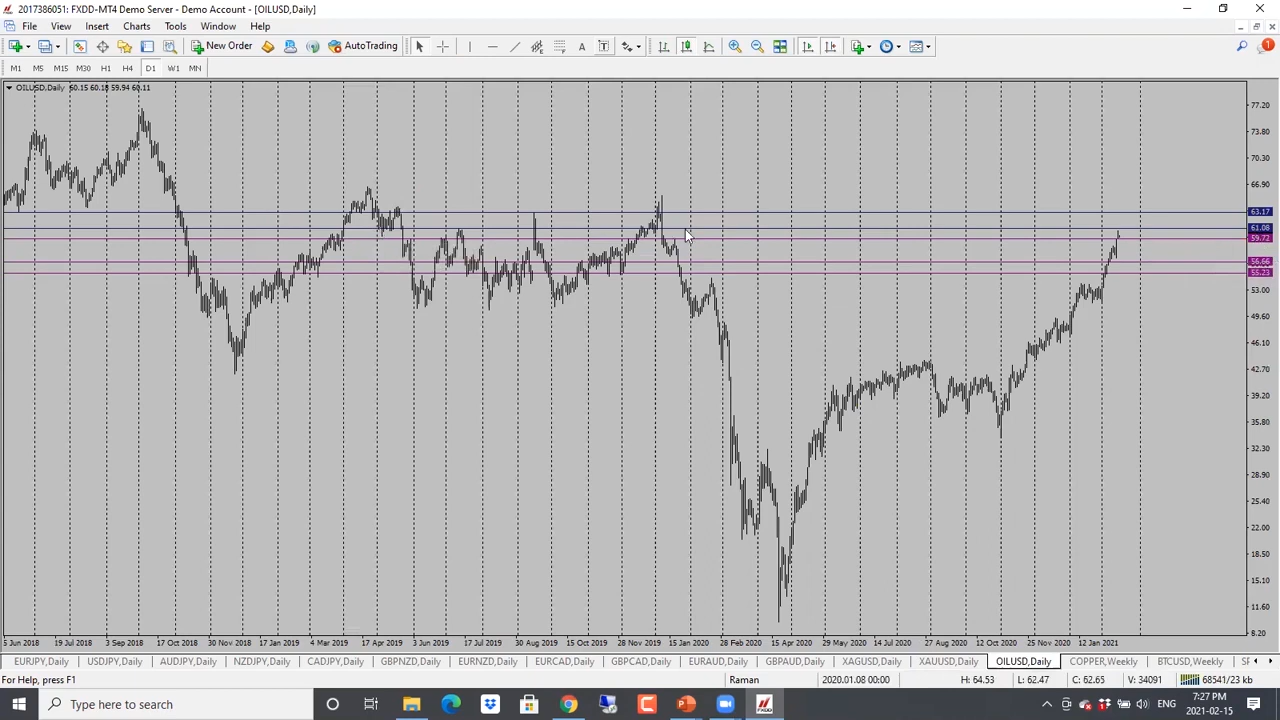 2017386051: FXDD-MT4 Demo Server - Demo Account - [OILUSD,Daily]
File View Insert Charts Tools Window Help
New Order AutoTrading
M1 M5 M15 M30 H1 H4 D1 W1 MN
OILUSD,Daily 60.15 60.18 59.94 60.11
77.20
73.80
70.30
66.90
63.17
61.08
59.72
56.66
55.23
53.00
49.60
46.10
42.70
39.20
35.80
32.30
28.90
25.40
22.00
18.50
15.10
11.60
8.20
5 Jun 2018 19 Jul 2018 3 Sep 2018 17 Oct 2018 30 Nov 2018 17 Jan 2019 4 Mar 2019 17 Apr 2019 3 Jun 2019 17 Jul 2019 30 Aug 2019 15 Oct 2019 28 Nov 2019 15 Jan 2020 28 Feb 2020 15 Apr 2020 29 May 2020 14 Jul 2020 27 Aug 2020 12 Oct 2020 25 Nov 2020 12 Jan 2021
EURJPY,Daily USDJPY,Daily AUDJPY,Daily NZDJPY,Daily CADJPY,Daily GBPNZD,Daily EURNZD,Daily EURCAD,Daily GBPCAD,Daily EURAUD,Daily GBPAUD,Daily XAGUSD,Daily XAUUSD,Daily OILUSD,Daily COPPER,Weekly BTCUSD,Weekly SF
For Help, press F1 Raman 2020.01.08 00:00 H: 64.53 L: 62.47 C: 62.65 V: 34091 68541/23 kb
Type here to search
7:27 PM
2021-02-15